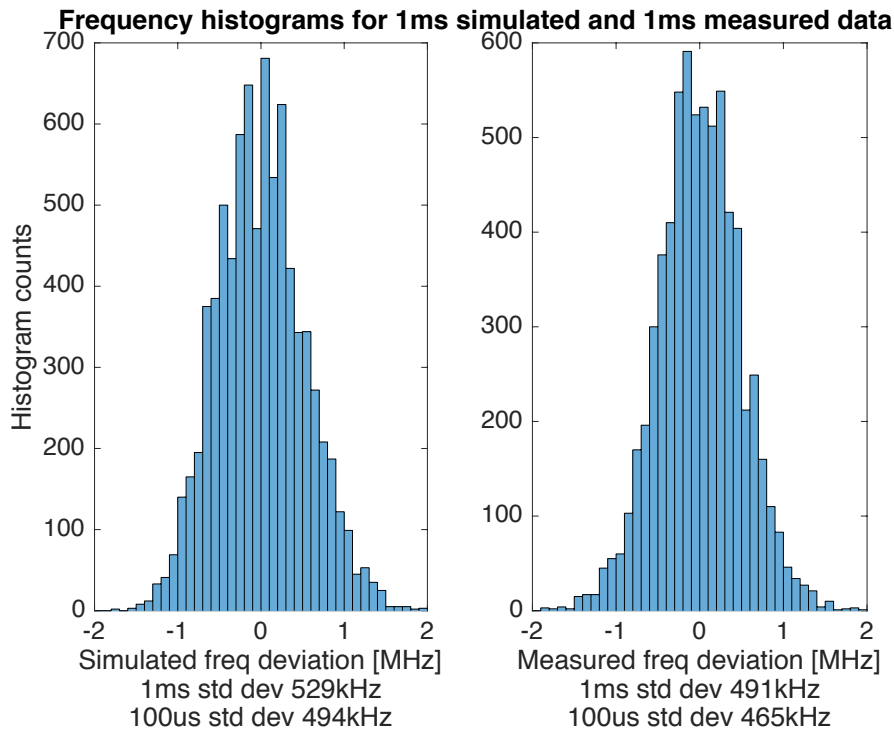 Frequency histograms for 1ms simulated and 1ms measured data
Histogram counts
700
600
500
400
300
200
100
0
-2 -1 0 1 2
Simulated freq deviation [MHz]
1ms std dev 529kHz
100us std dev 494kHz
600
500
400
300
200
100
0
-2 -1 0 1 2
Measured freq deviation [MHz]
1ms std dev 491kHz
100us std dev 465kHz